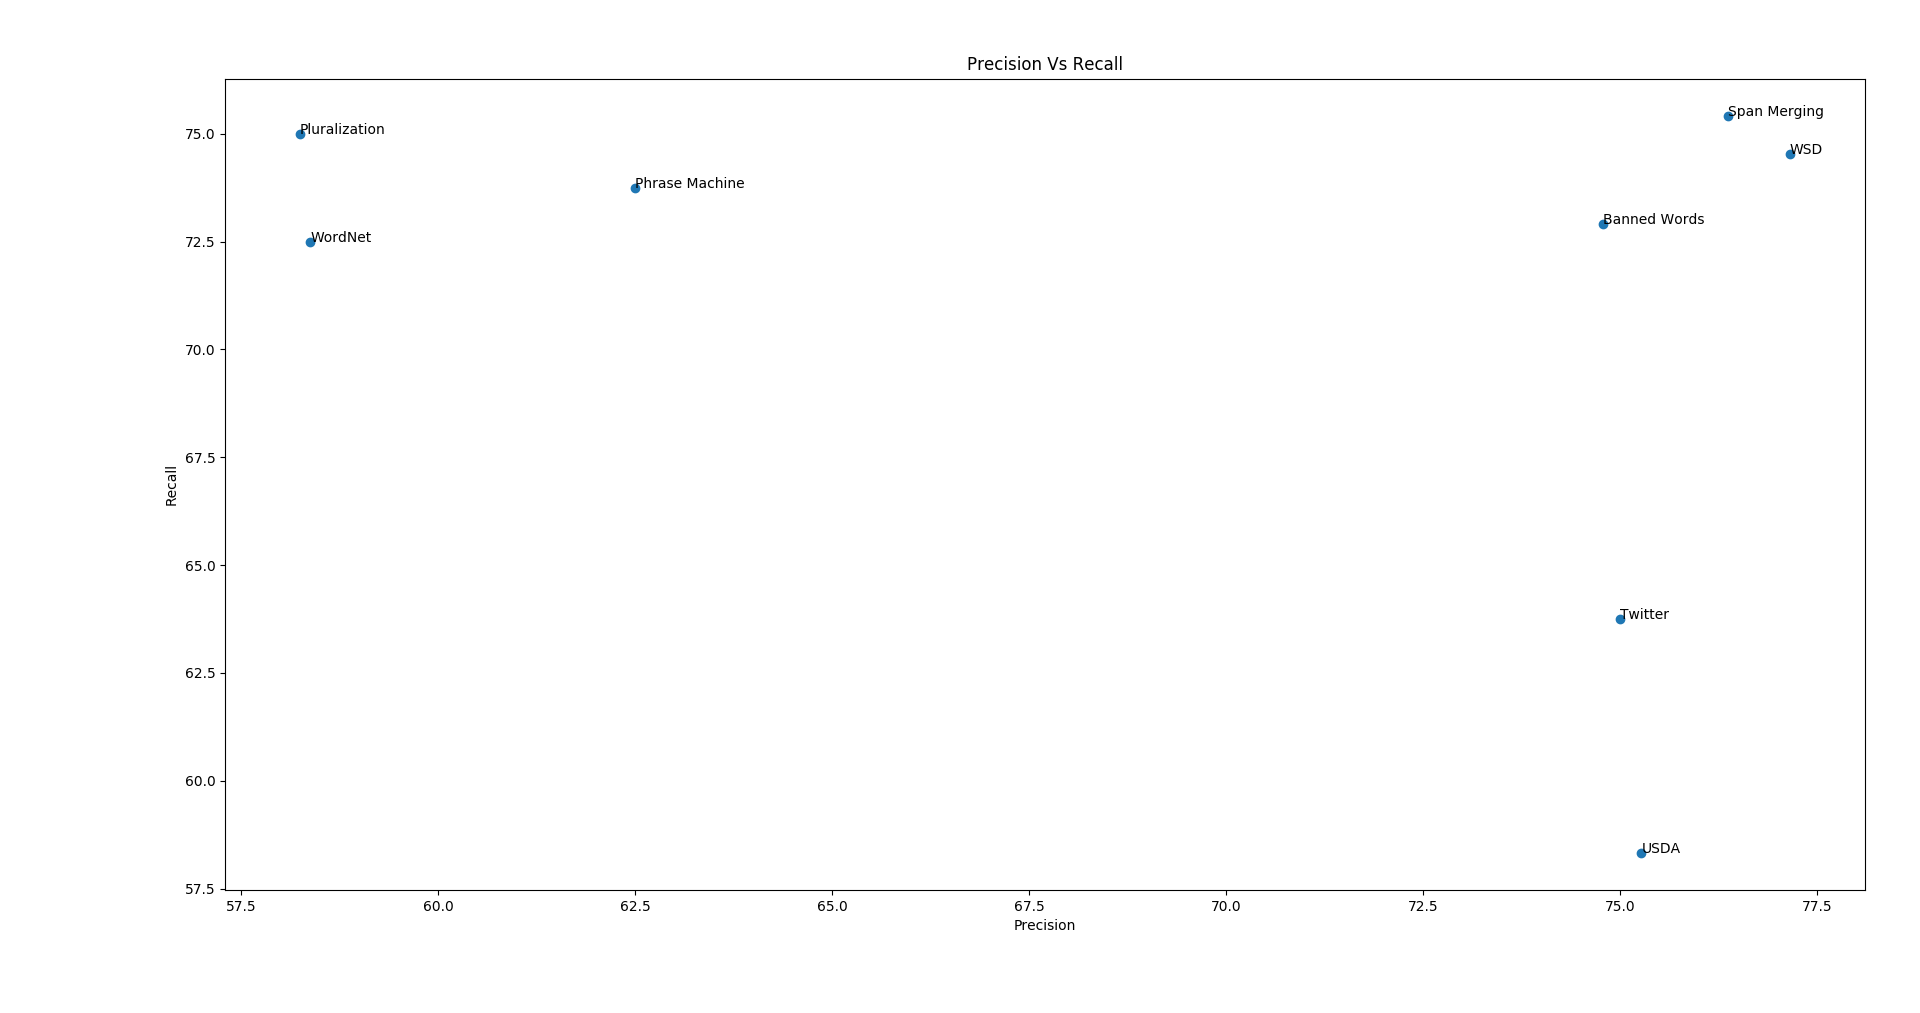 Precision Vs Recall
Span Merging
Pluralization
75.0
WSD
Phrase Machine
Banned Words
WordNet
72.5
70.0
67.5
Recall
65.0
Twitter
62.5
60.0
USDA
57.5
57.5 60.0 62.5 65.0 67.5 70.0 72.5 75.0 77.5
Precision